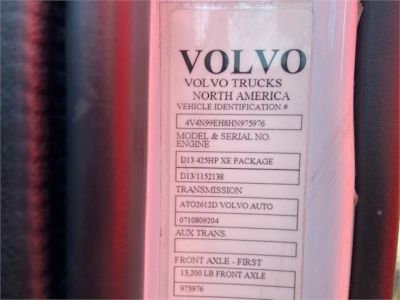 VOLVO
VOLVO TRUCKS
NORTH AMERICA
VEHICLE IDENTIFICATION #
4V4N99EH8HN975976
MODEL & SERIAL NO.
ENGINE
D13 425HP XE PACKAGE
D13/1152138
TRANSMISSION
ATO2612D VOLVO AUTO
0710809204
AUX TRANS.
FRONT AXLE - FIRST
13,200 LB FRONT AXLE
975976